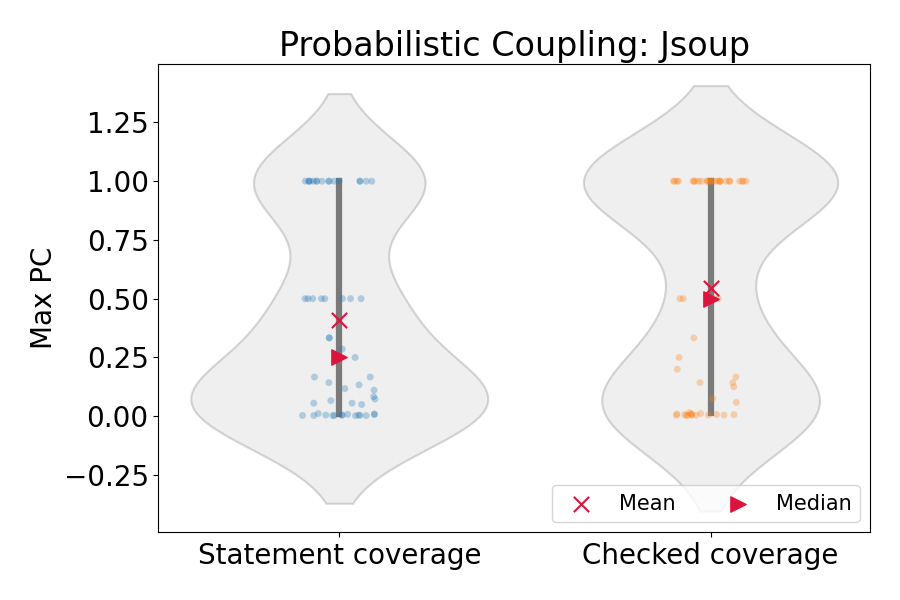 Probabilistic Coupling: Jsoup
Max PC
1.25
1.00
0.75
0.50
0.25
0.00
−0.25
Mean
Median
Statement coverage
Checked coverage